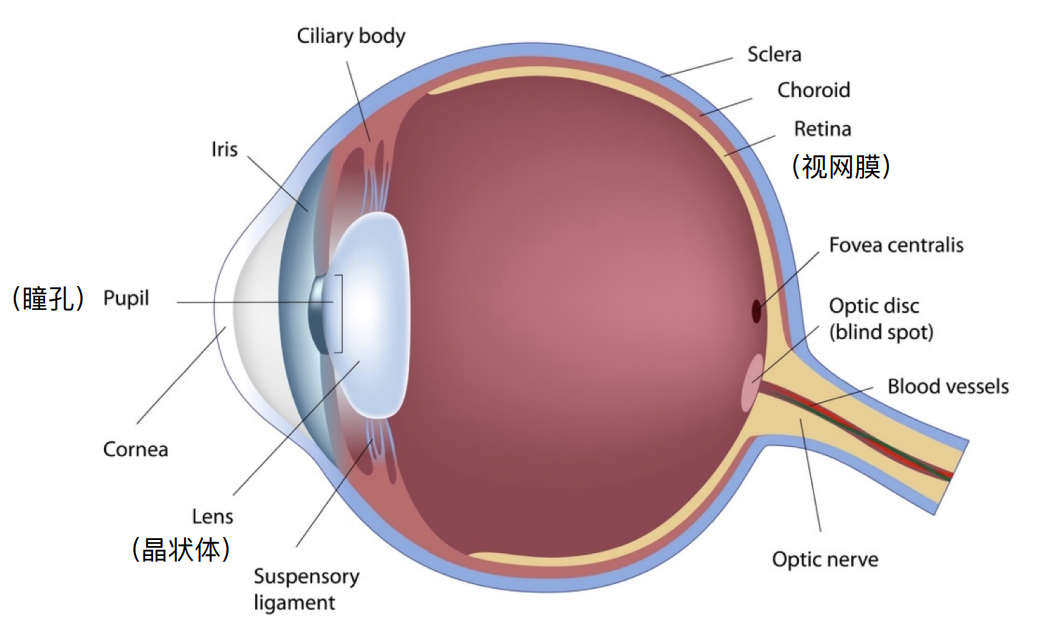 Ciliary body
Sclera
Choroid
Retina
(视网膜)
Iris
Fovea centralis
(瞳孔) Pupil
Optic disc
(blind spot)
Blood vessels
Cornea
Lens
(晶状体)
Optic nerve
Suspensory
ligament